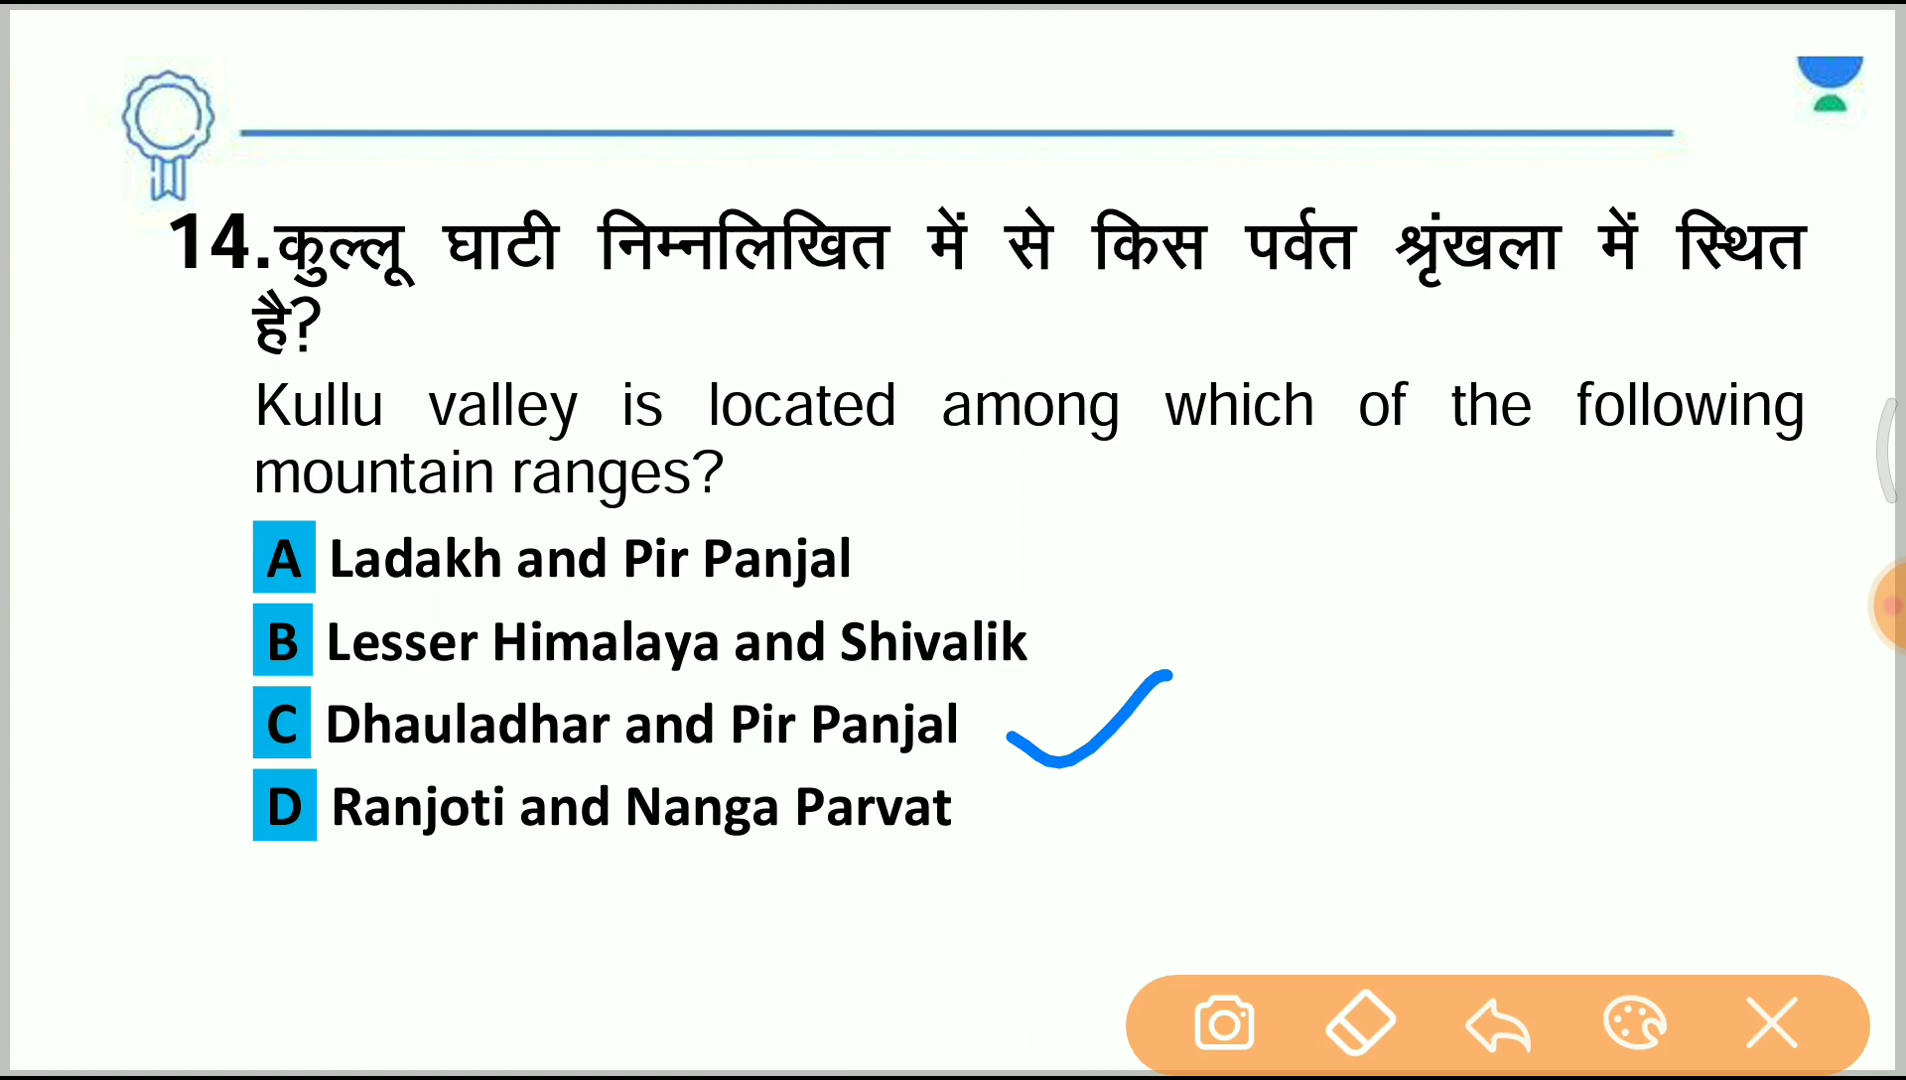 14.कुल्लू घाटी निम्नलिखित में से किस पर्वत श्रृंखला में स्थित
है?
Kullu valley is located among which of the following
mountain ranges?
A Ladakh and Pir Panjal
B Lesser Himalaya and Shivalik
C Dhauladhar and Pir Panjal
D Ranjoti and Nanga Parvat